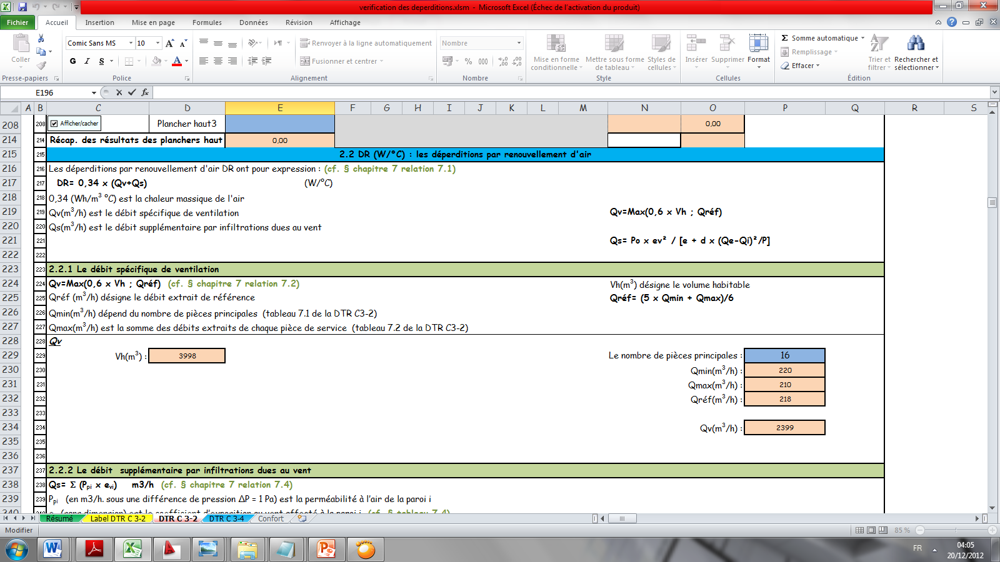 verification des deperditions.xlsm - Microsoft Excel (Échec de l'activation du produit)
Fichier Accueil Insertion Mise en page Formules Données Révision Affichage
Coller
Presse-papiers
Comic Sans MS 10
G I S
Police
Renvoyer à la ligne automatiquement
Fusionner et centrer
Alignement
Nombre
% 000
Nombre
Mise en forme conditionnelle
Mettre sous forme de tableau
Styles de cellules
Style
Insérer Supprimer Format
Cellules
Somme automatique
Remplissage
Effacer
Trier et filtrer
Rechercher et sélectionner
Édition
E196 fx
A B C D E F G H I J K L M N O P Q R S
208 208 Afficher/cacher Plancher haut3 0,00
214 214 Récap. des résultats des planchers haut 0,00
215 215 2.2 DR (W/°C) : les déperditions par renouvellement d'air
216 216 Les déperditions par renouvellement d'air DR ont pour expression : (cf. § chapitre 7 relation 7.1)
217 217 DR= 0,34 x (Qv+Qs) (W/°C)
218 218 0,34 (Wh/m³ °C) est la chaleur massique de l'air
219 219 Qv(m³/h) est le débit spécifique de ventilation Qv=Max(0,6 x Vh ; Qréf)
220 220 Qs(m³/h) est le débit supplémentaire par infiltrations dues au vent
221 221 Qs= Po x ev² / [e + d x (Qe-Qi)²/P]
222 222
223 223 2.2.1 Le débit spécifique de ventilation
224 224 Qv=Max(0,6 x Vh ; Qréf) (cf. § chapitre 7 relation 7.2) Vh(m³) désigne le volume habitable
225 225 Qréf (m³/h) désigne le débit extrait de référence Qréf= (5 x Qmin + Qmax)/6
226 226 Qmin(m³/h) dépend du nombre de pièces principales (tableau 7.1 de la DTR C3-2)
227 227 Qmax(m³/h) est la somme des débits extraits de chaque pièce de service (tableau 7.2 de la DTR C3-2)
228 228 Qv
229 229 Vh(m³) : 3998 Le nombre de pièces principales : 16
230 230 Qmin(m³/h) : 220
231 231 Qmax(m³/h) : 210
232 232 Qréf(m³/h) : 218
233 233
234 234 Qv(m³/h) : 2399
235 235
236 236
237 237 2.2.2 Le débit supplémentaire par infiltrations dues au vent
238 238 Qs= Σ (Ppi x evi) m3/h (cf. § chapitre 7 relation 7.4)
239 239 Ppi (en m3/h. sous une différence de pression ΔP = 1 Pa) est la perméabilité à l'air de la paroi i
240 240 (sans dimension) est le coefficient d'exposition au vent affecté à la paroi i (cf. § tableau 7.4)
Résumé Label DTR C 3-2 DTR C 3-2 DTR C 3-4 Confort
Modifier 85 %
FR 04:05
20/12/2012